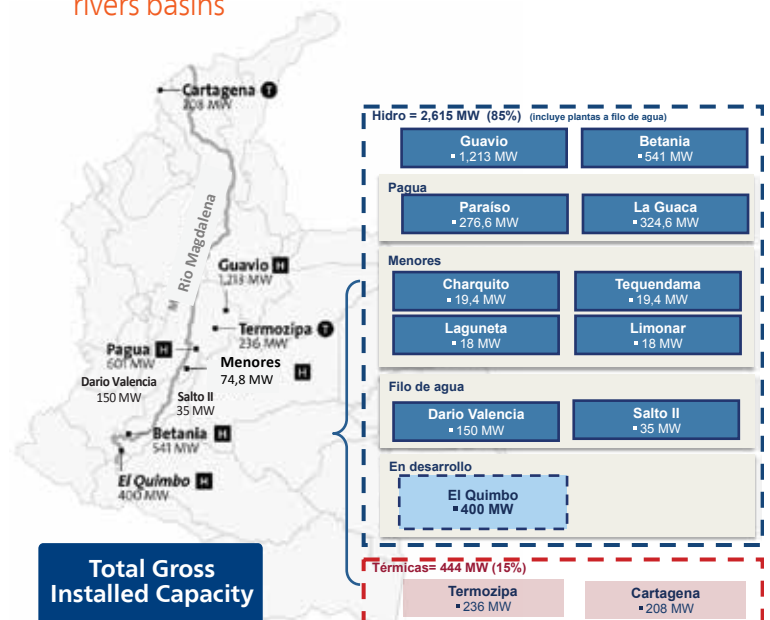 rivers basins
Cartagena T
208 MW
Rio Magdalena
M
Guavio H
1,213 MW
Termozipa T
236 MW
Pagua H
601 MW
Menores H
74,8 MW
Dario Valencia
150 MW
Salto II
35 MW
Betania H
541 MW
El Quimbo H
400 MW
Total Gross
Installed Capacity
Hidro = 2,615 MW (85%) (incluye plantas a filo de agua)
Guavio
▪ 1,213 MW
Betania
▪ 541 MW
Pagua
Paraíso
▪ 276,6 MW
La Guaca
▪ 324,6 MW
Menores
Charquito
▪ 19,4 MW
Tequendama
▪ 19,4 MW
Laguneta
▪ 18 MW
Limonar
▪ 18 MW
Filo de agua
Dario Valencia
▪ 150 MW
Salto II
▪ 35 MW
En desarrollo
El Quimbo
▪ 400 MW
Térmicas= 444 MW (15%)
Termozipa
▪ 236 MW
Cartagena
▪ 208 MW